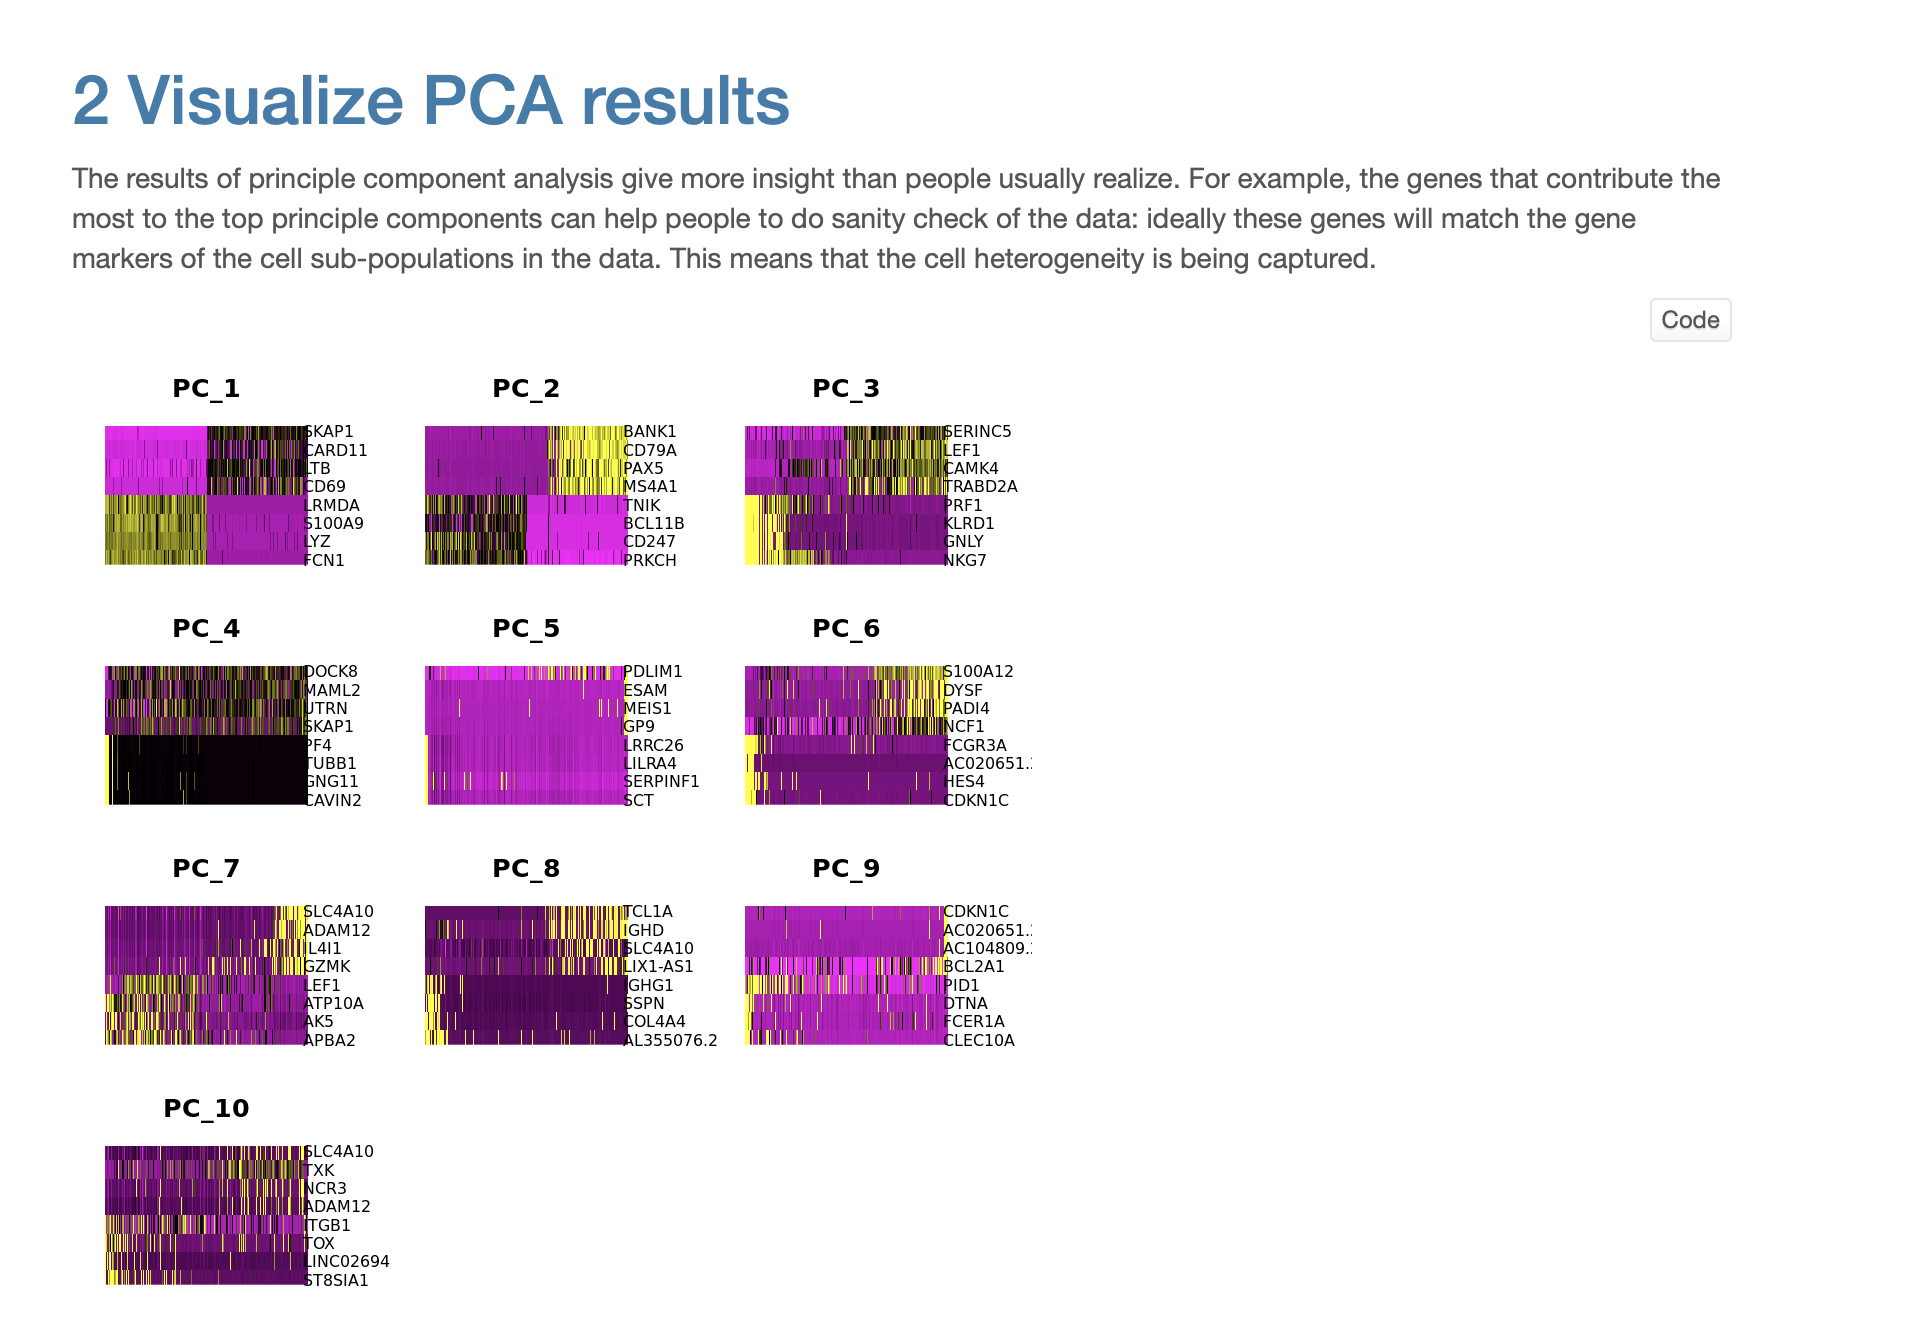 2 Visualize PCA results
The results of principle component analysis give more insight than people usually realize. For example, the genes that contribute the
most to the top principle components can help people to do sanity check of the data: ideally these genes will match the gene
markers of the cell sub-populations in the data. This means that the cell heterogeneity is being captured.
Code
PC_1
SKAP1
CARD11
LTB
CD69
LRMDA
S100A9
LYZ
FCN1
PC_2
BANK1
CD79A
PAX5
MS4A1
TNIK
BCL11B
CD247
PRKCH
PC_3
SERINC5
LEF1
CAMK4
TRABD2A
PRF1
KLRD1
GNLY
NKG7
PC_4
DOCK8
MAML2
UTRN
SKAP1
PF4
TUBB1
GNG11
CAVIN2
PC_5
PDLIM1
ESAM
MEIS1
GP9
LRRC26
LILRA4
SERPINF1
SCT
PC_6
S100A12
DYSF
PADI4
NCF1
FCGR3A
AC020651.
HES4
CDKN1C
PC_7
SLC4A10
ADAM12
IL4I1
GZMK
LEF1
ATP10A
AK5
APBA2
PC_8
TCL1A
IGHD
SLC4A10
LIX1-AS1
IGHG1
SSPN
COL4A4
AL355076.2
PC_9
CDKN1C
AC020651.
AC104809.
BCL2A1
PID1
DTNA
FCER1A
CLEC10A
PC_10
SLC4A10
TXK
NCR3
ADAM12
ITGB1
TOX
LINC02694
ST8SIA1